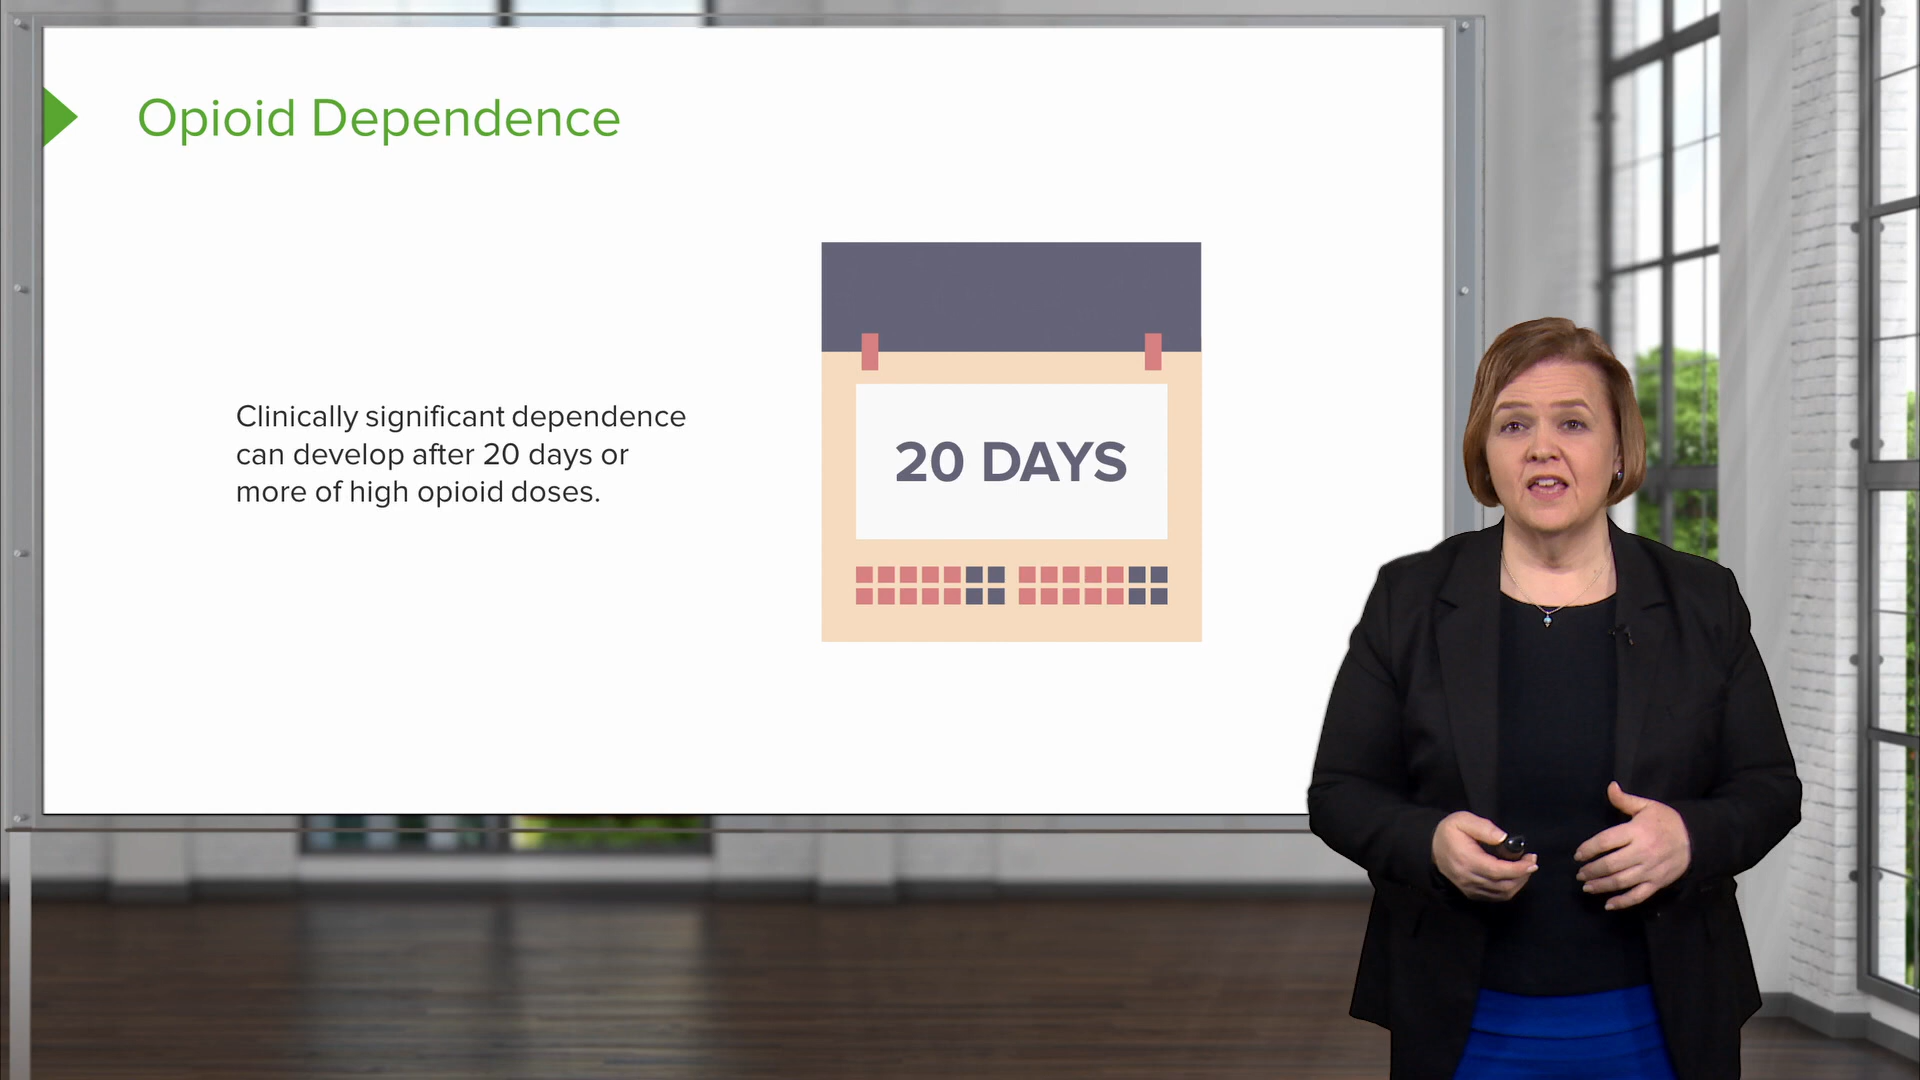 Opioid Dependence
Clinically significant dependence
can develop after 20 days or
more of high opioid doses.
20 DAYS